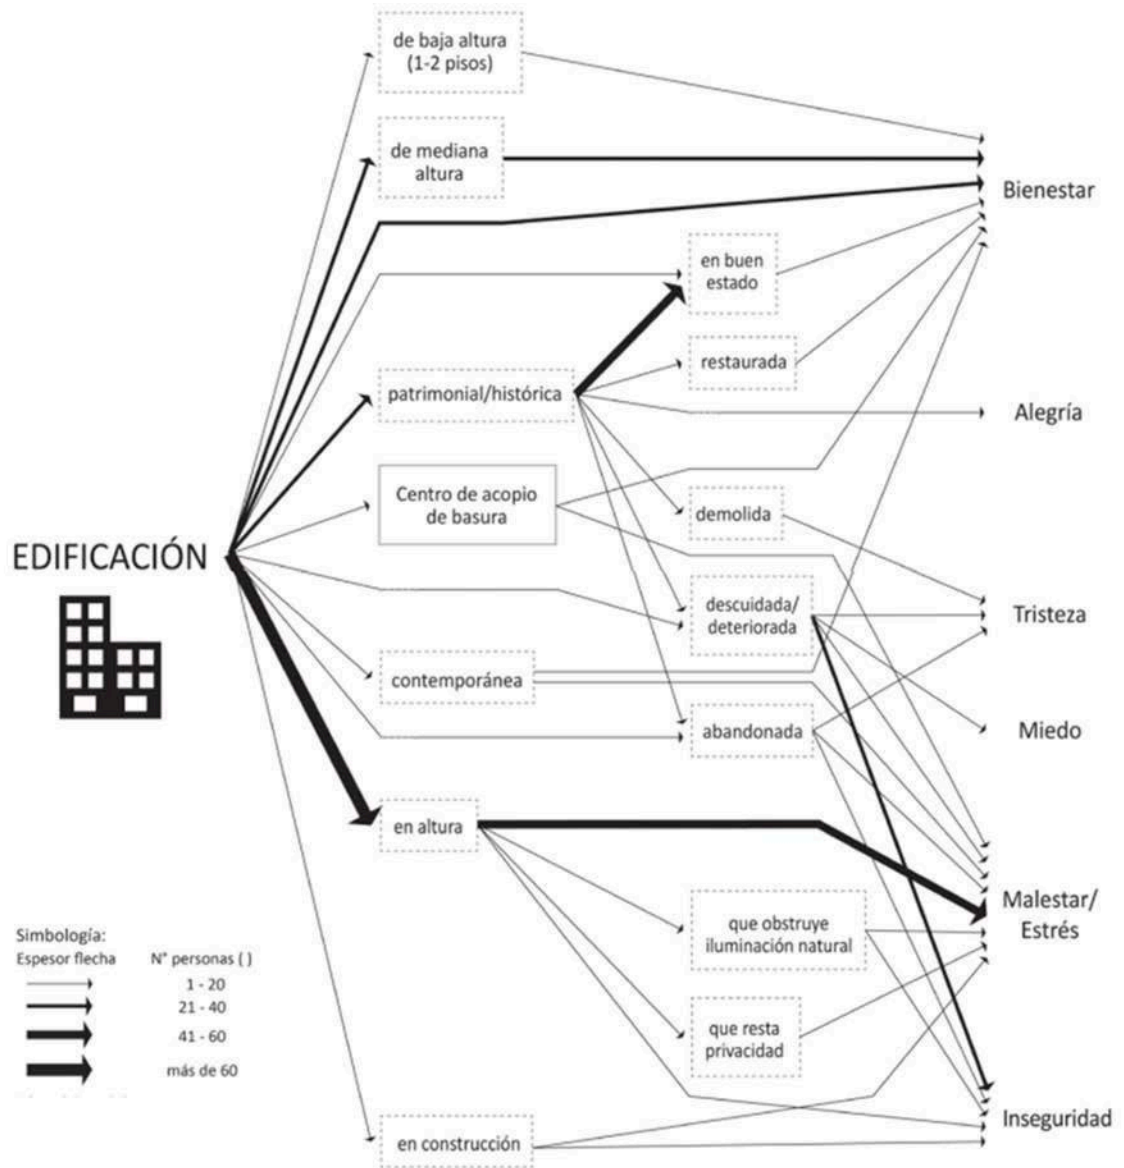 de baja altura
(1-2 pisos)
de mediana
altura
Bienestar
en buen
estado
restaurada
patrimonial/histórica
Alegría
Centro de acopio
de basura
demolida
EDIFICACIÓN
descuidada/
deteriorada
Tristeza
contemporánea
abandonada
Miedo
en altura
Malestar/
Estrés
que obstruye
iluminación natural
Simbología:
Espesor flecha
N° personas ( )
1 - 20
21 - 40
41 - 60
más de 60
que resta
privacidad
en construcción
Inseguridad